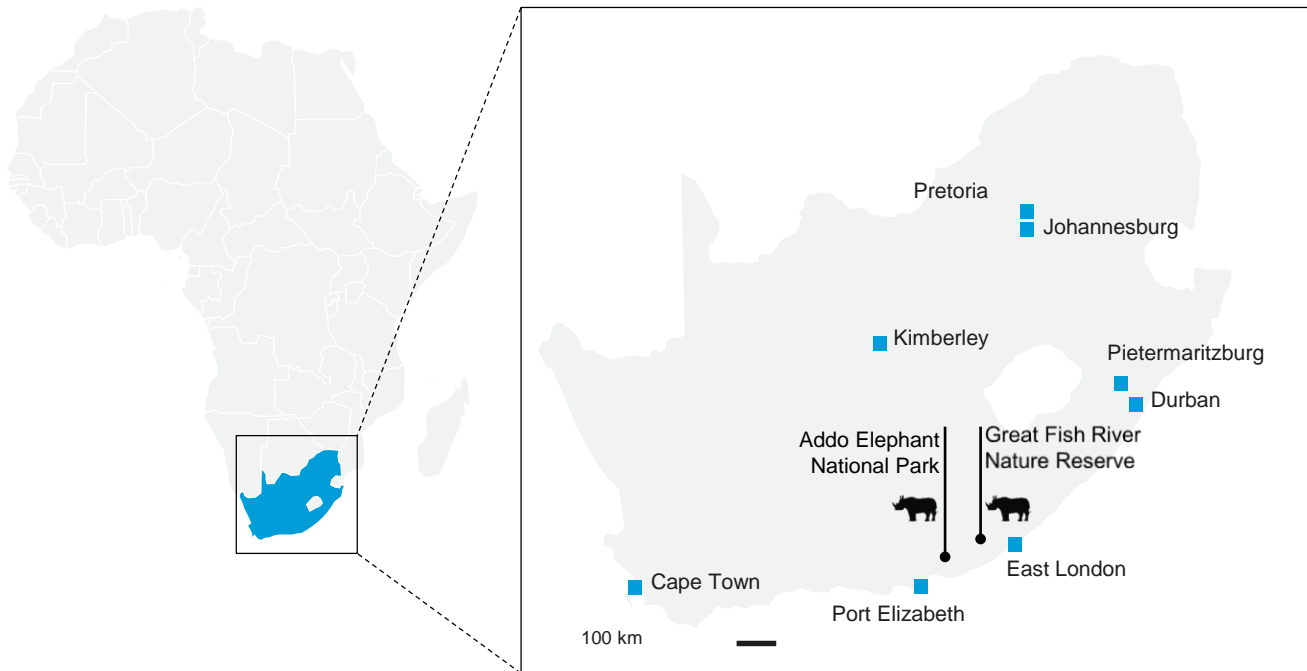 Pretoria
Johannesburg
Kimberley
Pietermaritzburg
Durban
Addo Elephant
National Park
Great Fish River
Nature Reserve
East London
Cape Town
Port Elizabeth
100 km